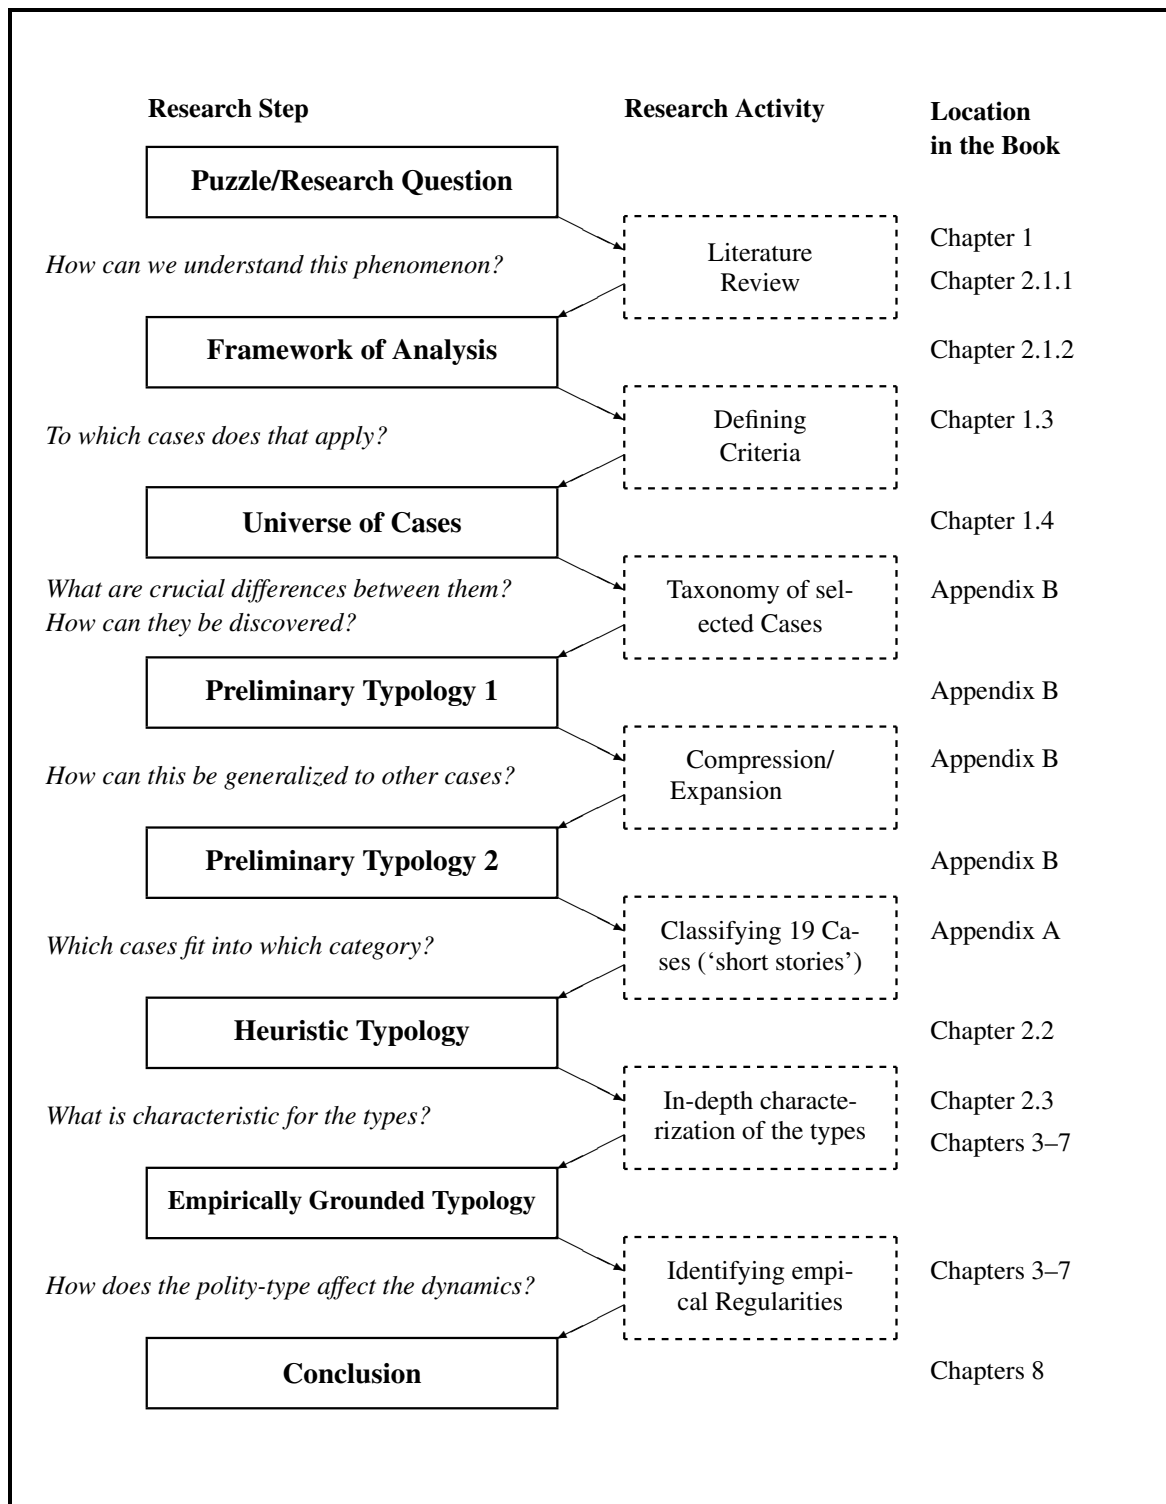 Research Step
Research Activity
Location
in the Book
Puzzle/Research Question
How can we understand this phenomenon?
Literature
Review
Chapter 1
Chapter 2.1.1
Framework of Analysis
Chapter 2.1.2
To which cases does that apply?
Defining
Criteria
Chapter 1.3
Universe of Cases
Chapter 1.4
What are crucial differences between them?
How can they be discovered?
Taxonomy of sel-
ected Cases
Appendix B
Preliminary Typology 1
Appendix B
How can this be generalized to other cases?
Compression/
Expansion
Appendix B
Preliminary Typology 2
Appendix B
Which cases fit into which category?
Classifying 19 Ca-
ses (‘short stories’)
Appendix A
Heuristic Typology
Chapter 2.2
What is characteristic for the types?
In-depth characte-
rization of the types
Chapter 2.3
Chapters 3–7
Empirically Grounded Typology
How does the polity-type affect the dynamics?
Identifying empi-
cal Regularities
Chapters 3–7
Conclusion
Chapters 8